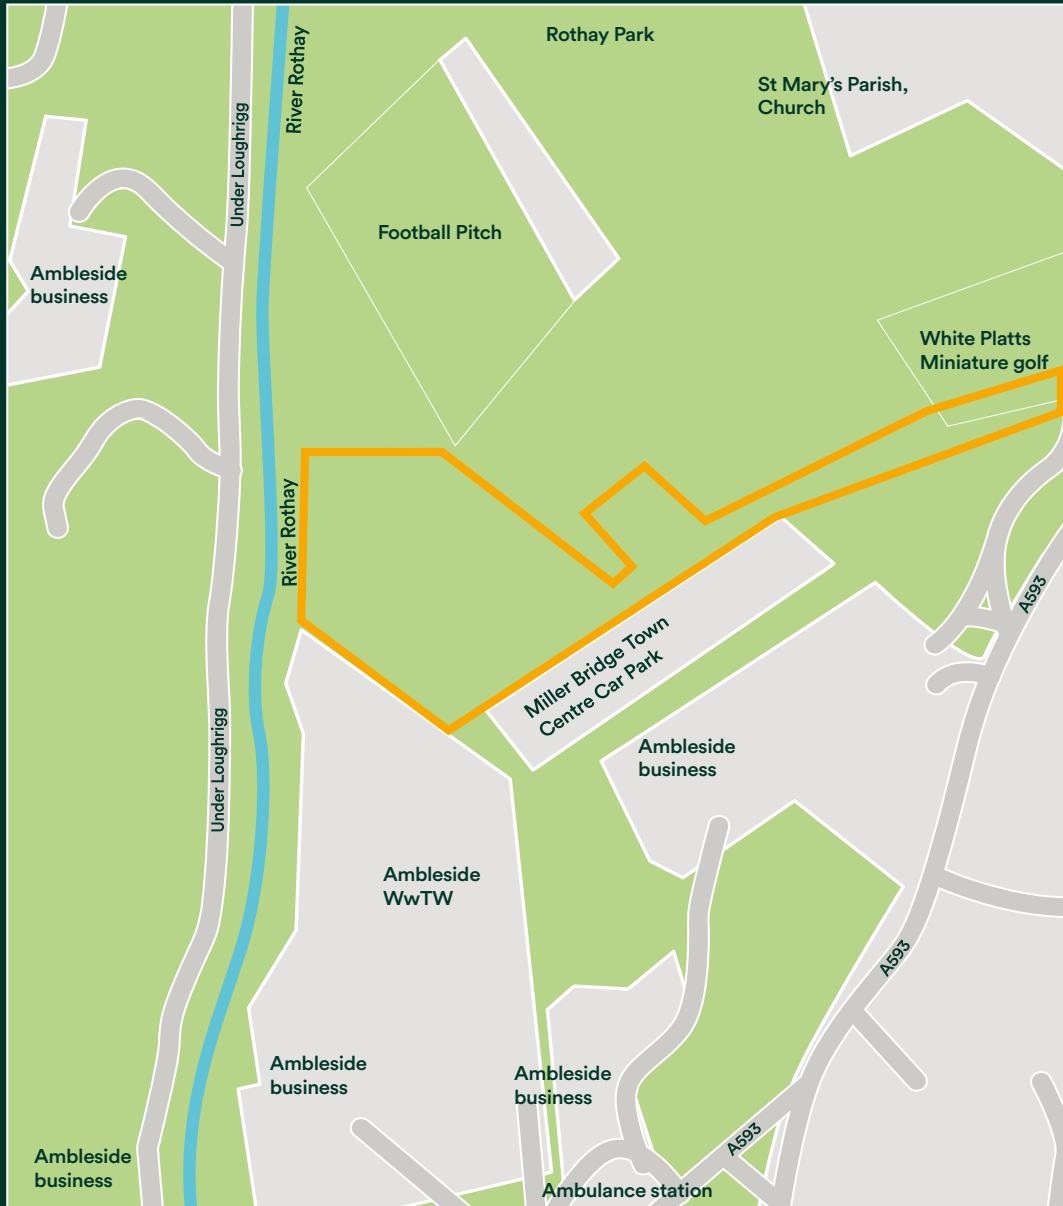 Rothay Park
River Rothay
St Mary's Parish,
Church
Under Loughrigg
Football Pitch
Ambleside
business
White Platts
Miniature golf
River Rothay
A593
Miller Bridge Town
Centre Car Park
Ambleside
business
Under Loughrigg
Ambleside
WwTW
A593
Ambleside
business
Ambleside
business
A593
Ambleside
business
Ambulance station